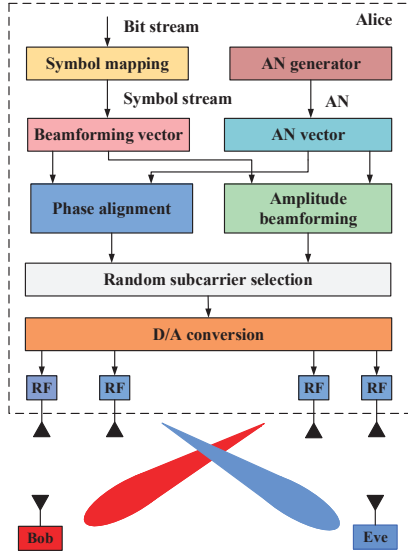 Bit stream
Alice
Symbol mapping
AN generator
Symbol stream
AN
Beamforming vector
AN vector
Phase alignment
Amplitude
beamforming
Random subcarrier selection
D/A conversion
RF
RF
RF
RF
Bob
Eve